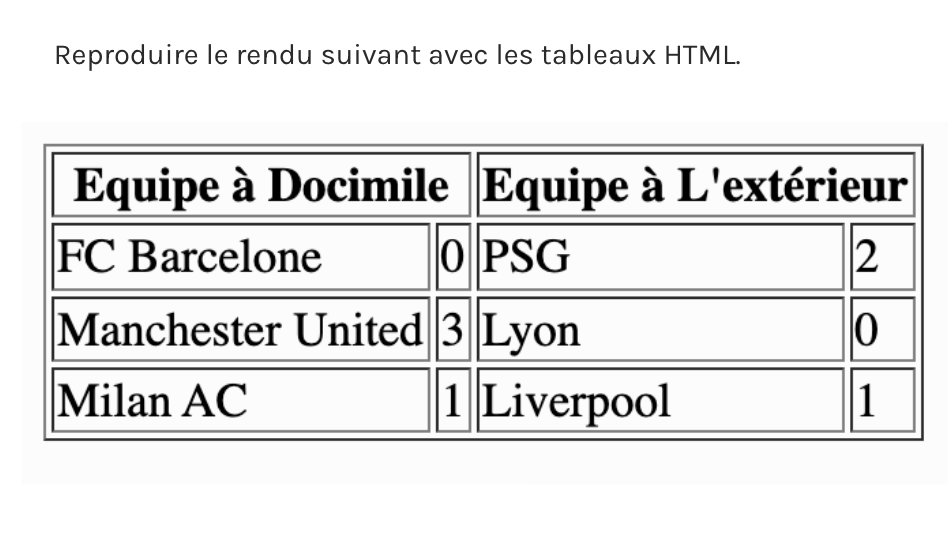 Reproduire le rendu suivant avec les tableaux HTML.
Equipe à Docimile Equipe à L'extérieur
FC Barcelone 0 PSG 2
Manchester United 3 Lyon 0
Milan AC 1 Liverpool 1